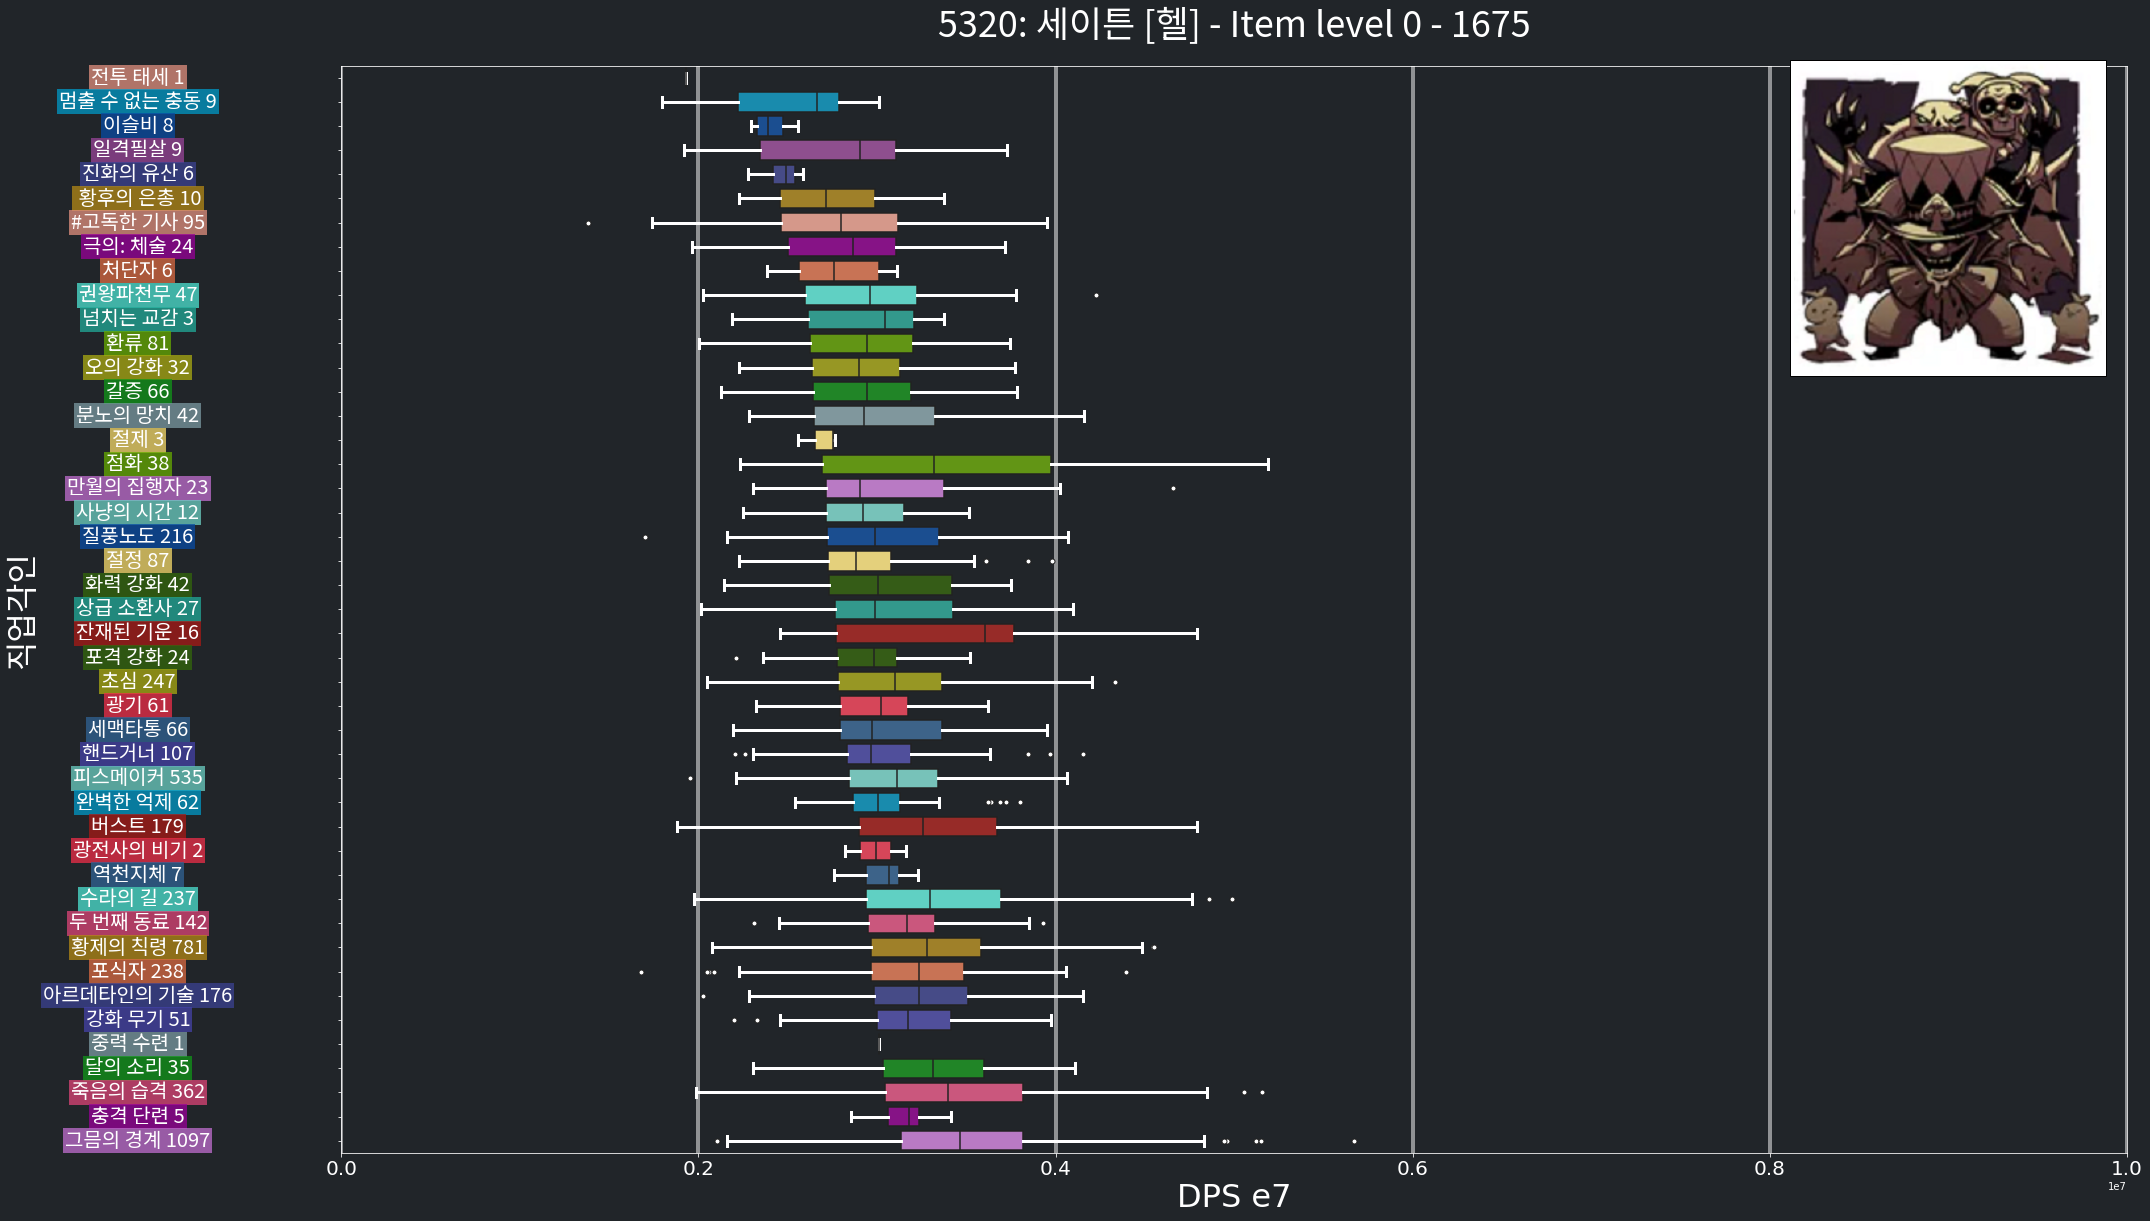 5320: 세이튼 [헬] - Item level 0 - 1675
전투 태세 1
멈출 수 없는 충동 9
이슬비 8
일격필살 9
진화의 유산 6
황후의 은총 10
#고독한 기사 95
극의: 체술 24
처단자 6
권왕파천무 47
넘치는 교감 3
환류 81
오의 강화 32
갈증 66
분노의 망치 42
절제 3
점화 38
만월의 집행자 23
사냥의 시간 12
질풍노도 216
절정 87
화력 강화 42
상급 소환사 27
잔재된 기운 16
포격 강화 24
초심 247
광기 61
세맥타통 66
핸드거너 107
피스메이커 535
완벽한 억제 62
버스트 179
광전사의 비기 2
역천지체 7
수라의 길 237
두 번째 동료 142
황제의 칙령 781
포식자 238
아르데타인의 기술 176
강화 무기 51
중력 수련 1
달의 소리 35
죽음의 습격 362
충격 단련 5
그믐의 경계 1097
직업각인
0.0 0.2 0.4 0.6 0.8 1.0
1e7
DPS e7